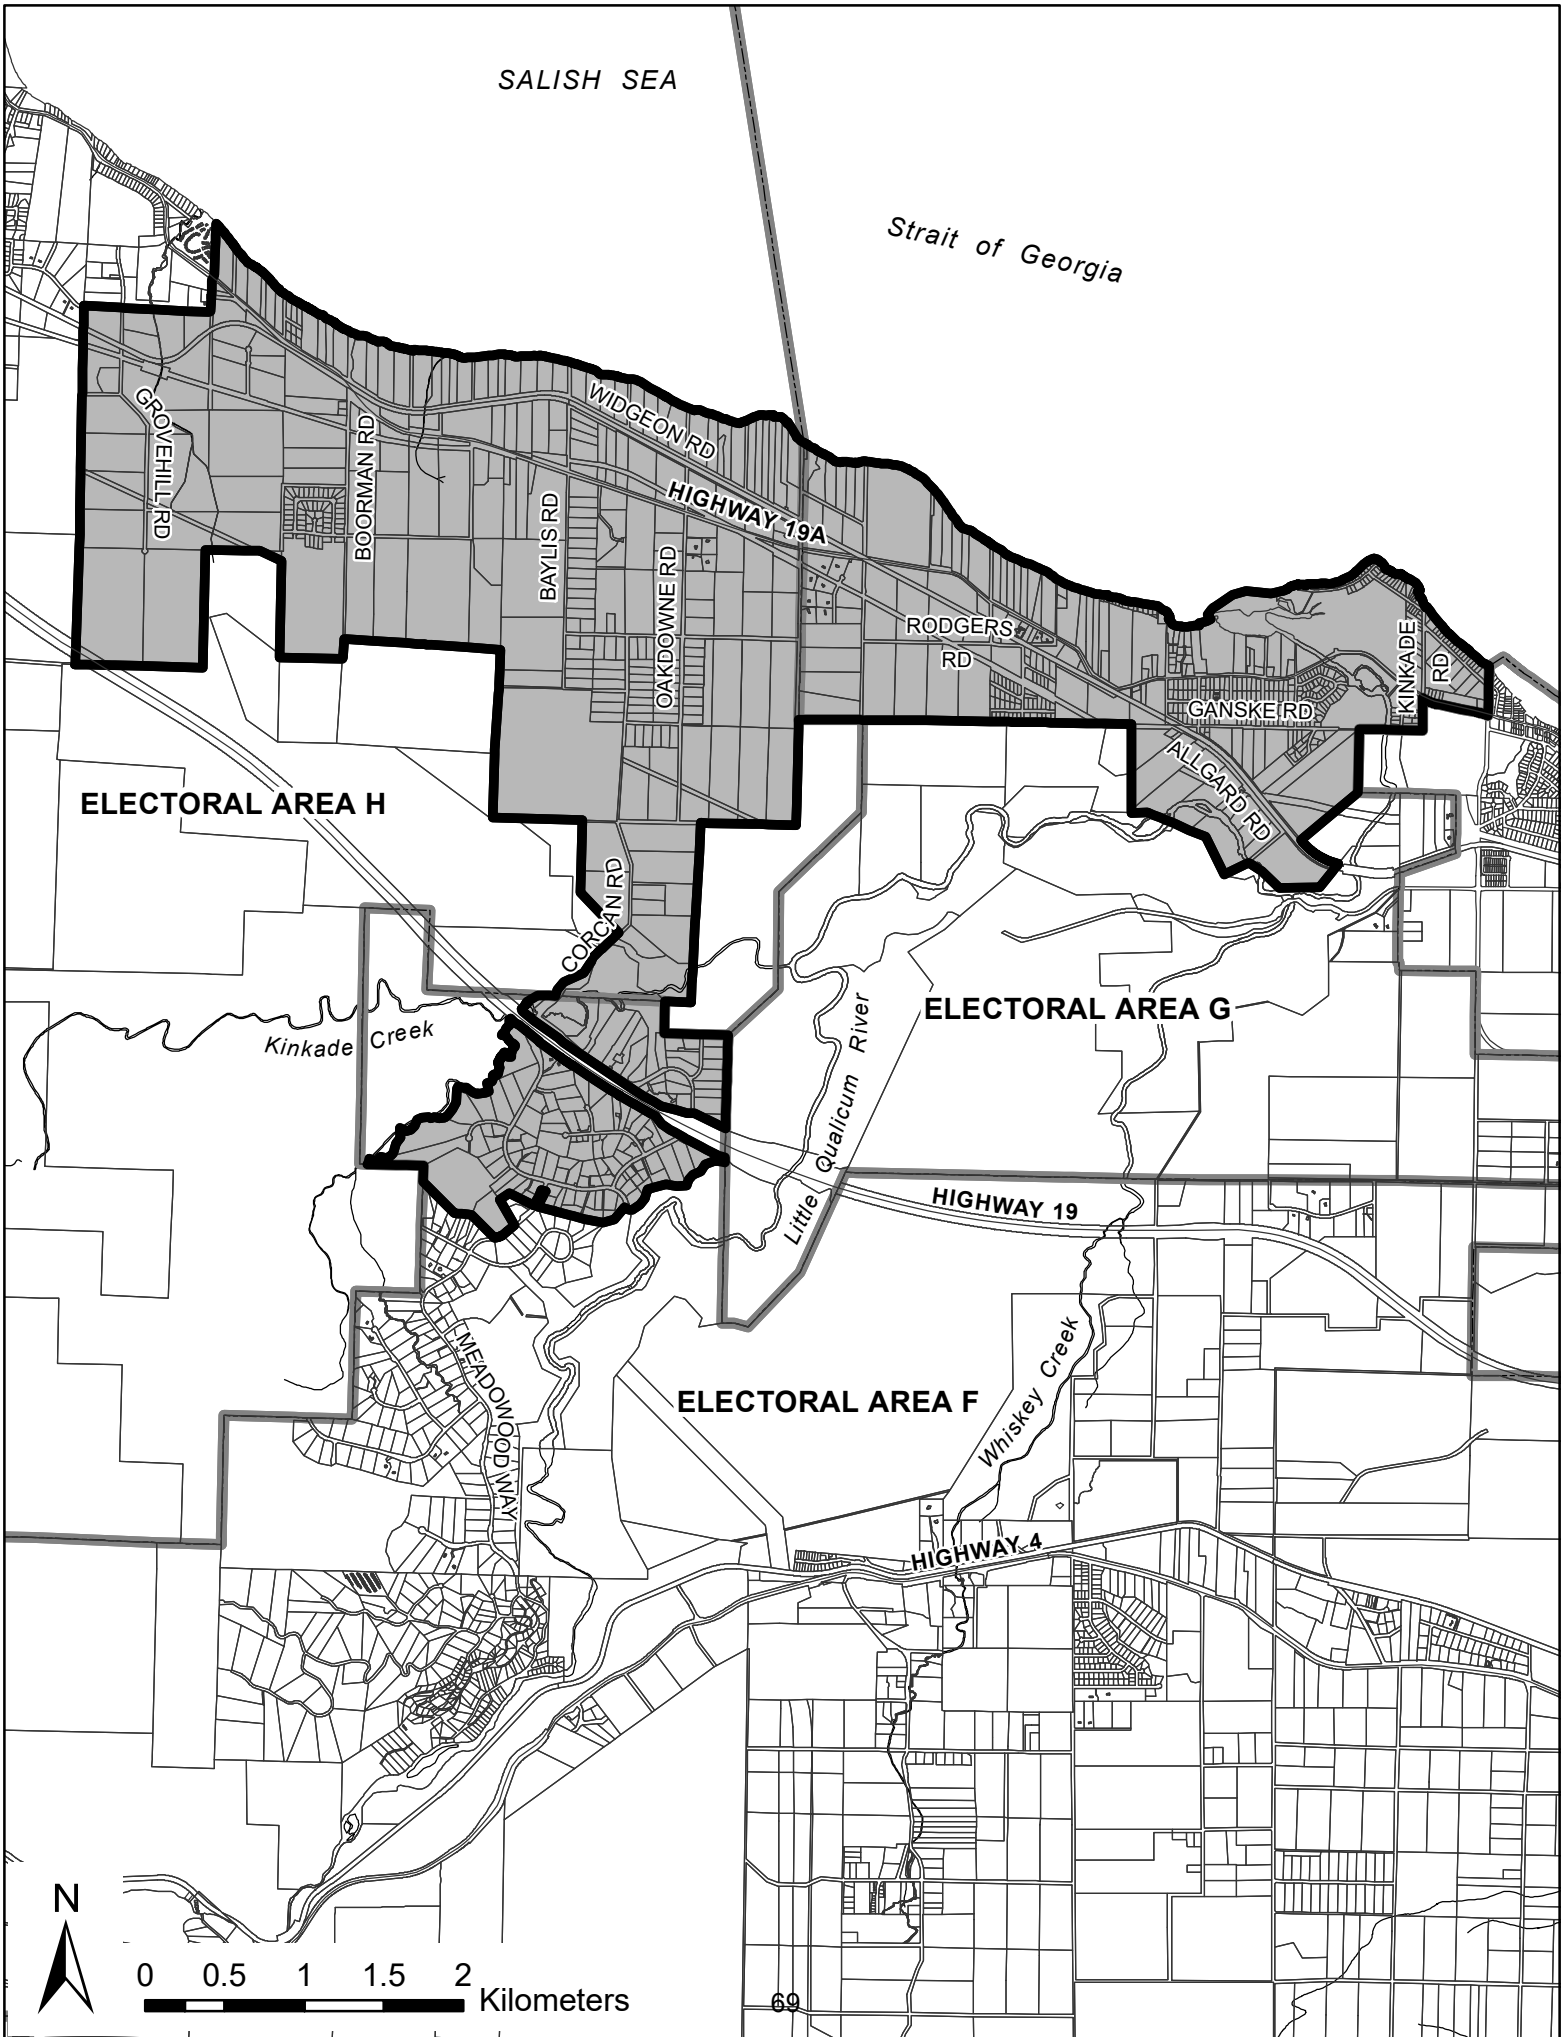 SALISH SEA
Strait of Georgia
WIDGEON RD
GROVEHILL RD
BOORMAN RD
HIGHWAY 19A
BAYLIS RD
OAKDOWNE RD
RODGERS
RD
KINKADE
RD
GANSKE RD
ALLGARD RD
ELECTORAL AREA H
CORCAN RD
ELECTORAL AREA G
Kinkade Creek
Little Qualicum River
HIGHWAY 19
MEADOWOOD WAY
ELECTORAL AREA F
Whiskey Creek
HIGHWAY 4
N
0 0.5 1 1.5 2
Kilometers
69